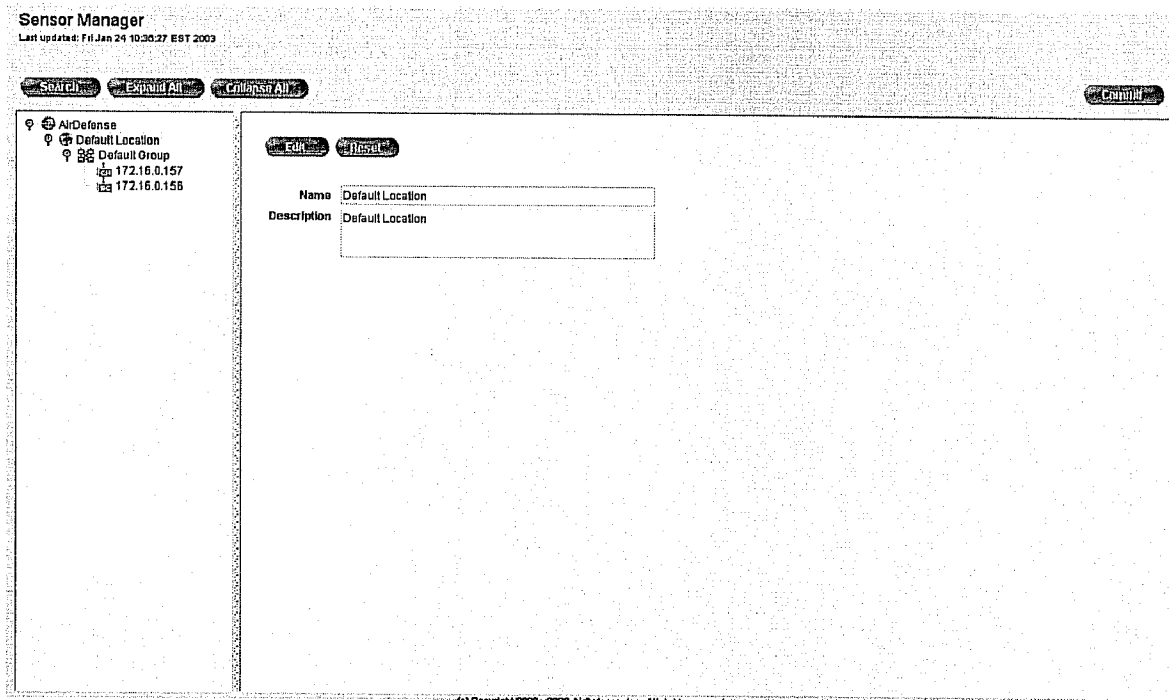 Sensor Manager
Last updated: Fri Jan 24 10:36:27 EST 2003
Search Expand All Collapse All Commit
AirDefense
Default Location
Default Group
172.16.0.157
172.16.0.156
Edit Reset
Name Default Location
Description Default Location